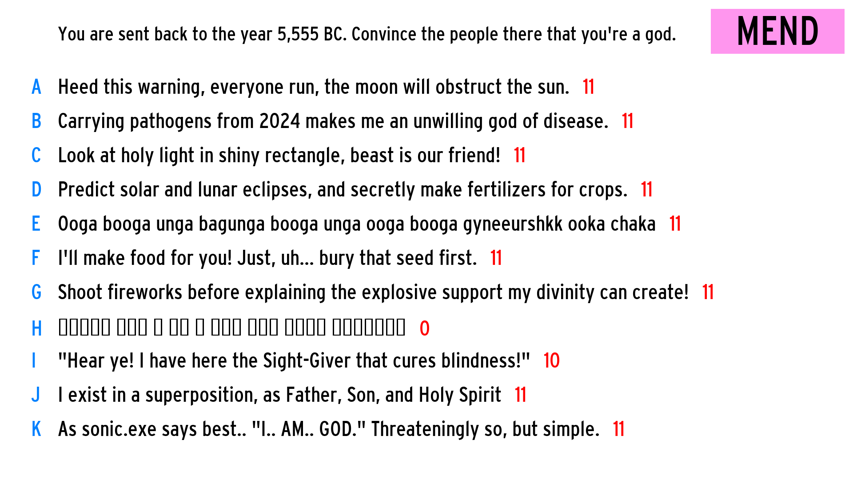 You are sent back to the year 5,555 BC. Convince the people there that you're a god.
MEND
A Heed this warning, everyone run, the moon will obstruct the sun. 11
B Carrying pathogens from 2024 makes me an unwilling god of disease. 11
C Look at holy light in shiny rectangle, beast is our friend! 11
D Predict solar and lunar eclipses, and secretly make fertilizers for crops. 11
E Ooga booga unga bagunga booga unga ooga booga gyneeurshkk ooka chaka 11
F I'll make food for you! Just, uh... bury that seed first. 11
G Shoot fireworks before explaining the explosive support my divinity can create! 11
H 0
I "Hear ye! I have here the Sight-Giver that cures blindness!" 10
J I exist in a superposition, as Father, Son, and Holy Spirit 11
K As sonic.exe says best.. "I.. AM.. GOD." Threateningly so, but simple. 11